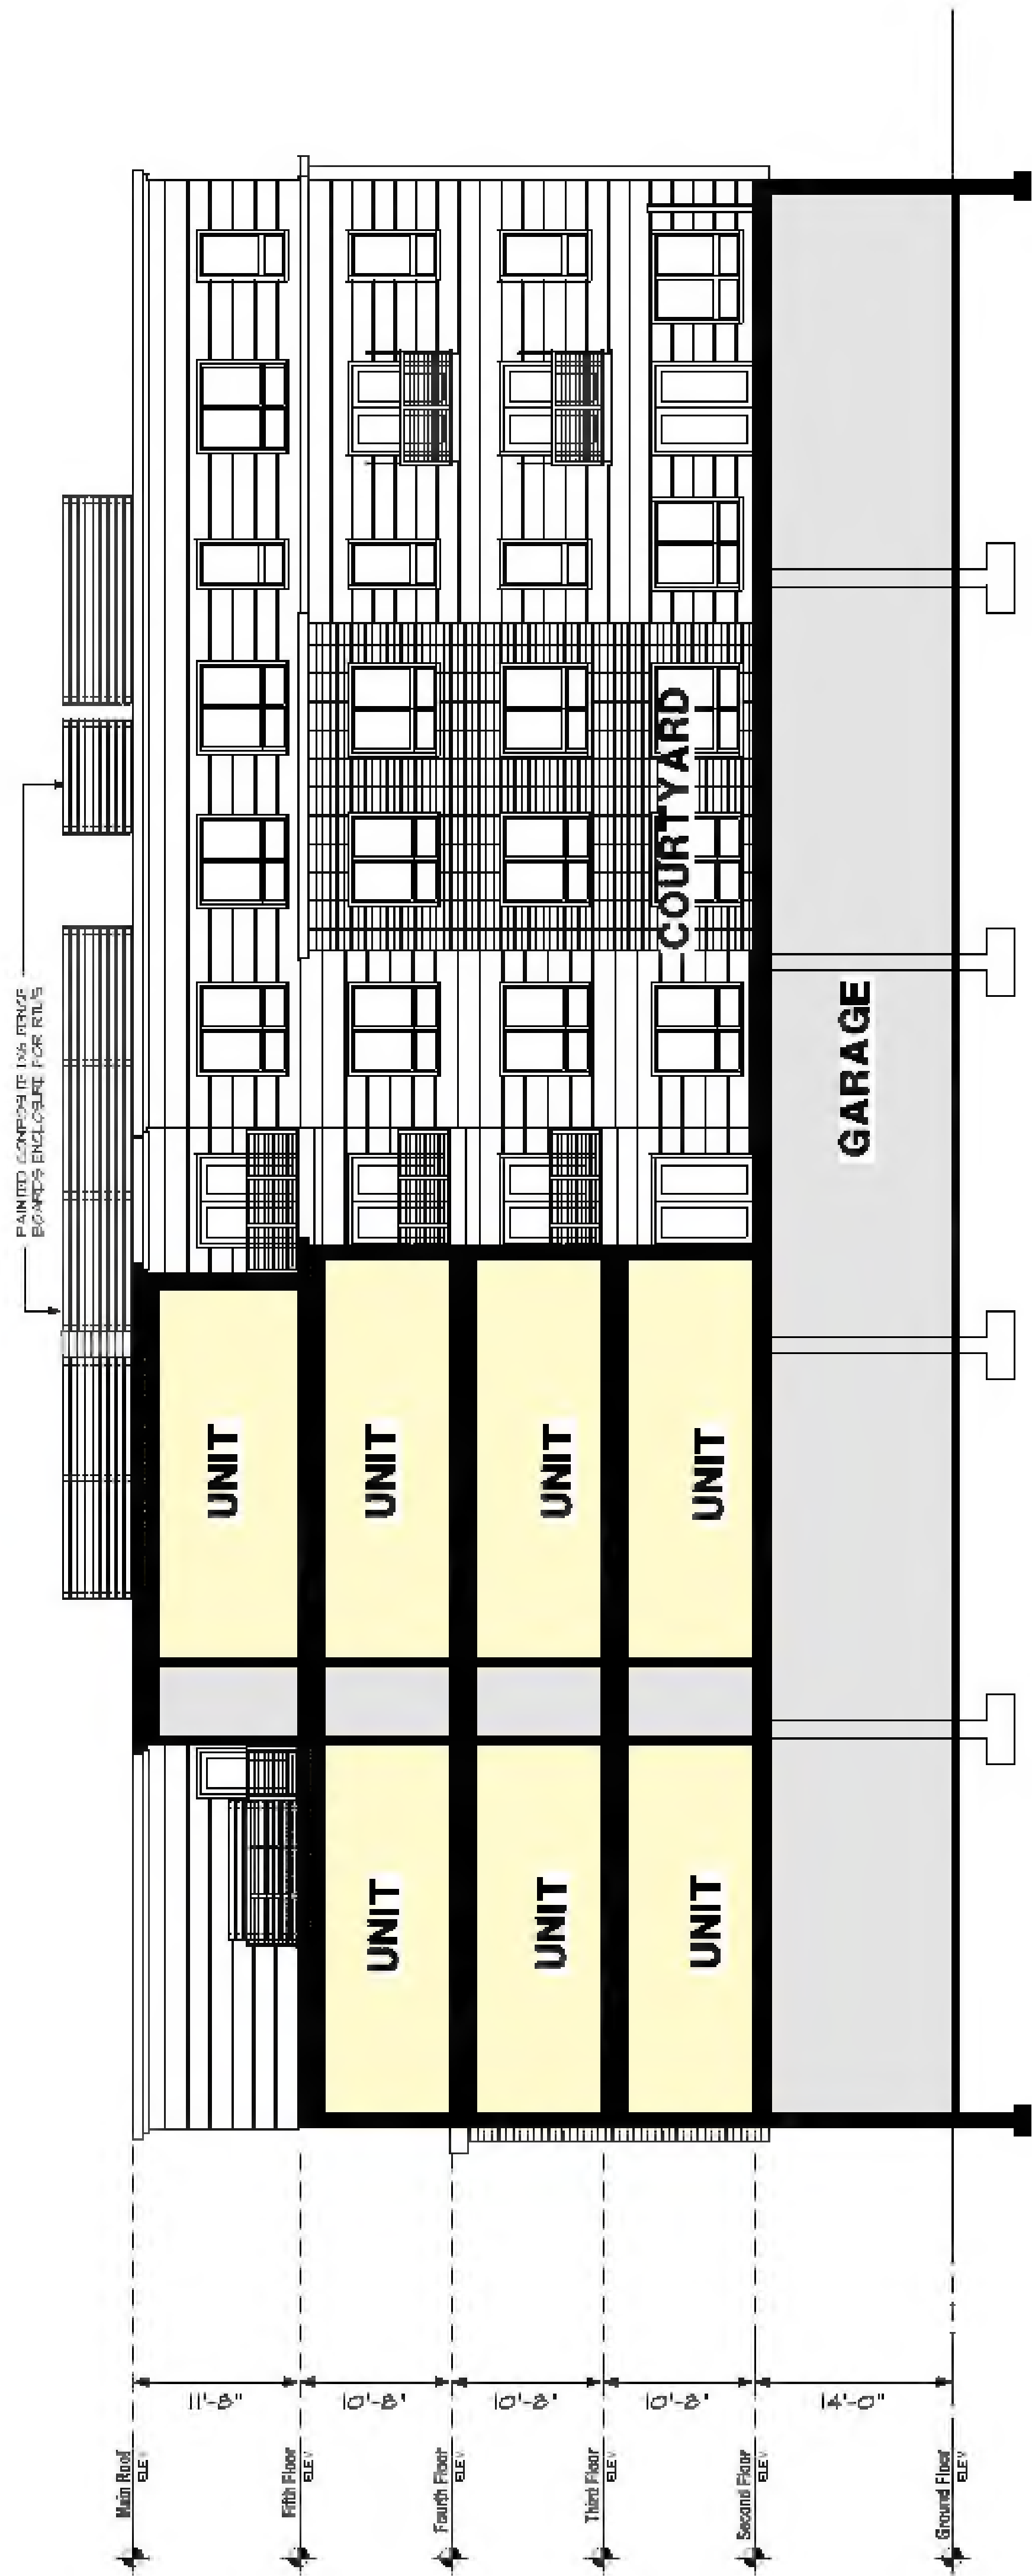 PAINTED COMPOSITE 1X6 FENCE
BOARDS ENCLOSURE FOR RTU'S
Main Roof
ELEV
11'-8"
Fifth Floor
ELEV
10'-8"
Fourth Floor
ELEV
10'-8"
Third Floor
ELEV
10'-8"
Second Floor
ELEV
14'-0"
Ground Floor
ELEV
UNIT
UNIT
UNIT
UNIT
UNIT
UNIT
UNIT
COURTYARD
GARAGE